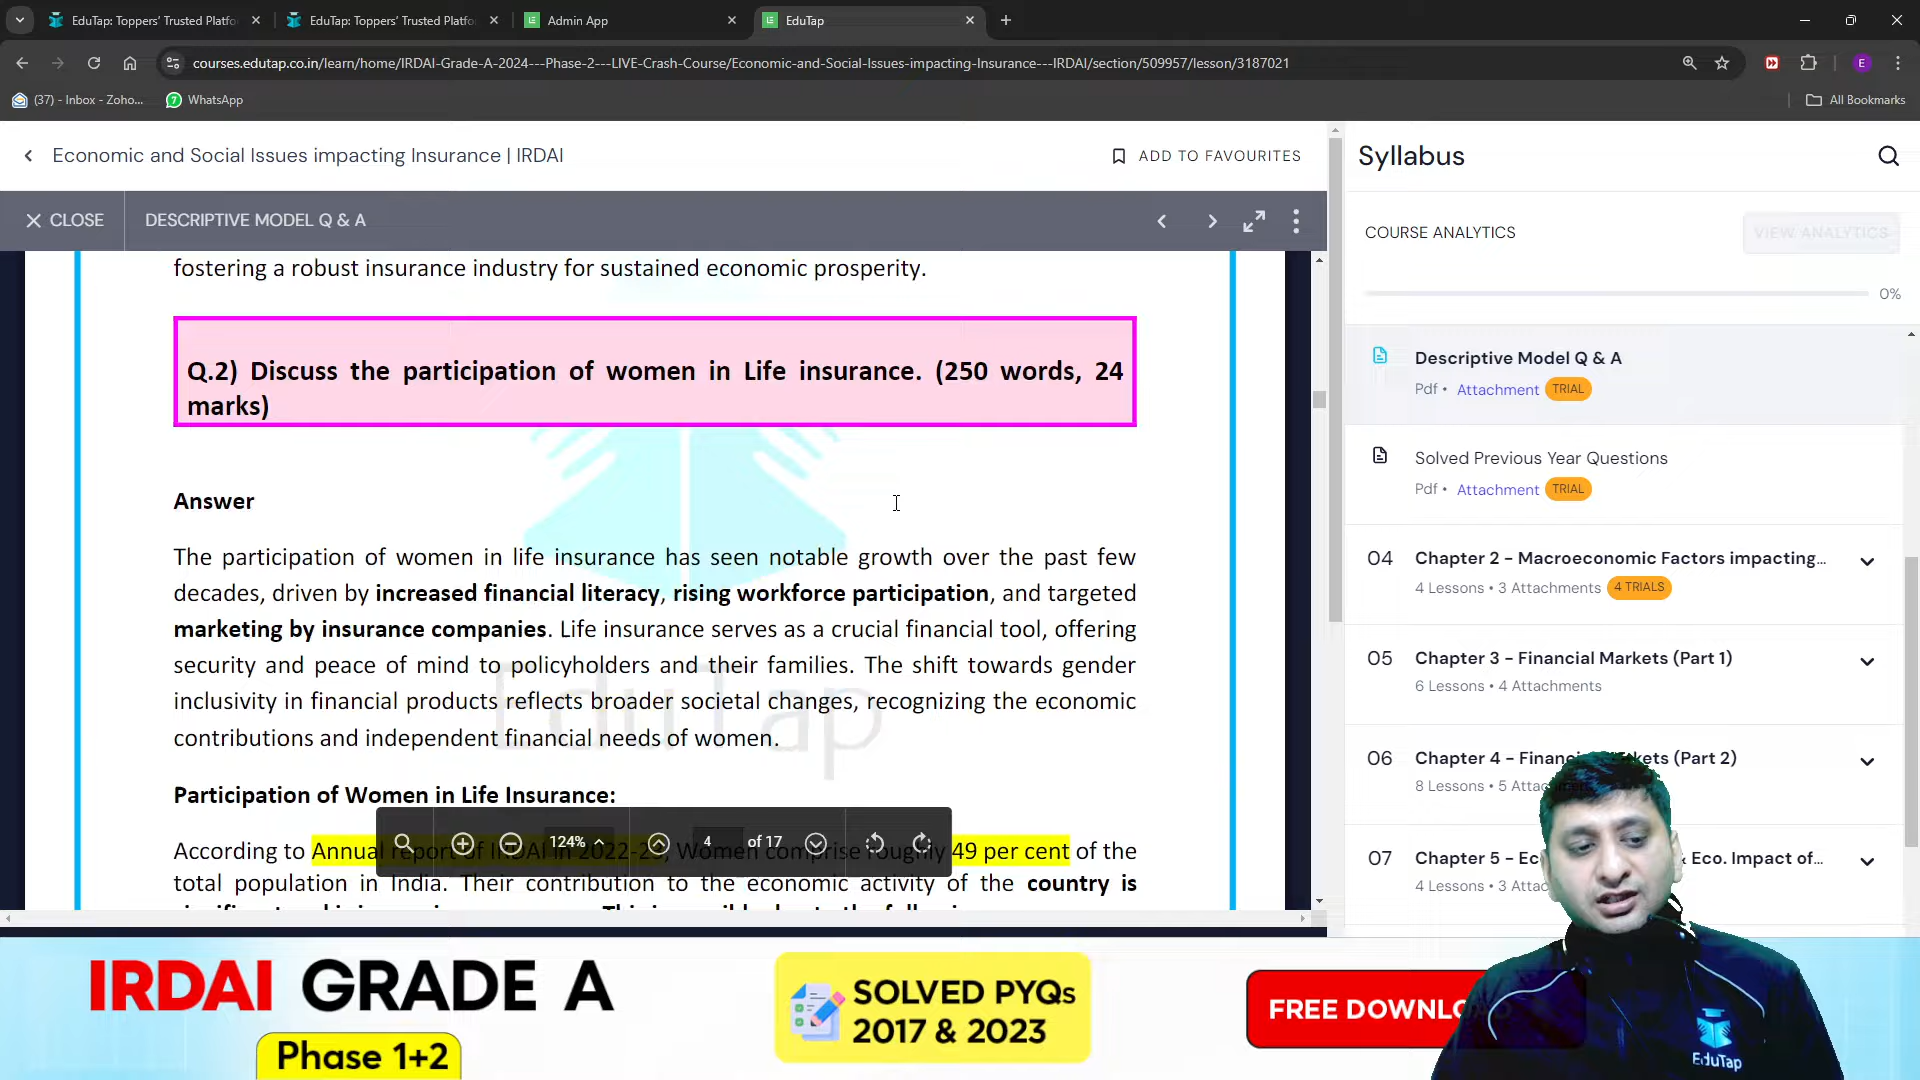 EduTap: Toppers' Trusted Platfo
EduTap: Toppers' Trusted Platfo
Admin App
EduTap
courses.edutap.co.in/learn/home/IRDAI-Grade-A-2024---Phase-2---LIVE-Crash-Course/Economic-and-Social-Issues-impacting-Insurance---IRDAI/section/509957/lesson/3187021
E
(37) - Inbox - Zoho...
WhatsApp
All Bookmarks
Economic and Social Issues impacting Insurance | IRDAI
ADD TO FAVOURITES
CLOSE
DESCRIPTIVE MODEL Q & A
fostering a robust insurance industry for sustained economic prosperity.
Q.2) Discuss the participation of women in Life insurance. (250 words, 24
marks)
Answer
The participation of women in life insurance has seen notable growth over the past few
decades, driven by increased financial literacy, rising workforce participation, and targeted
marketing by insurance companies. Life insurance serves as a crucial financial tool, offering
security and peace of mind to policyholders and their families. The shift towards gender
inclusivity in financial products reflects broader societal changes, recognizing the economic
contributions and independent financial needs of women.
EduTap
Participation of Women in Life Insurance:
124%
4
of 17
According to Annual report of IRDAI in 2022-23, Women comprise roughly 49 per cent of the
total population in India. Their contribution to the economic activity of the country is
Syllabus
COURSE ANALYTICS
VIEW ANALYTICS
0%
Descriptive Model Q & A
Pdf • Attachment TRIAL
Solved Previous Year Questions
Pdf • Attachment TRIAL
04 Chapter 2 - Macroeconomic Factors impacting...
4 Lessons • 3 Attachments 4 TRIALS
05 Chapter 3 - Financial Markets (Part 1)
6 Lessons • 4 Attachments
06 Chapter 4 - Financi kets (Part 2)
8 Lessons • 5 Attac
07 Chapter 5 - Ec & Eco. Impact of...
4 Lessons • 3 Attac
IRDAI GRADE A
Phase 1+2
SOLVED PYQs
2017 & 2023
FREE DOWNLO
EduTap